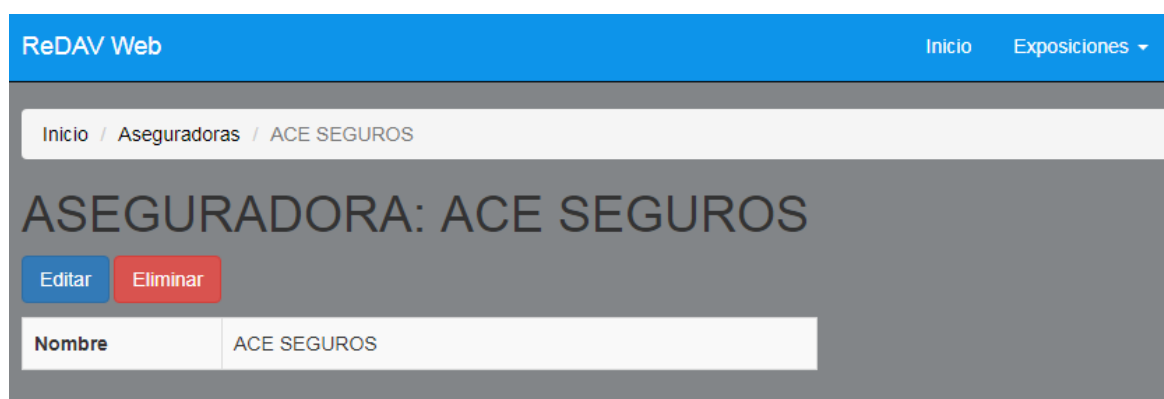 ReDAV Web Inicio Exposiciones
Inicio / Aseguradoras / ACE SEGUROS
ASEGURADORA: ACE SEGUROS
Editar Eliminar
Nombre ACE SEGUROS